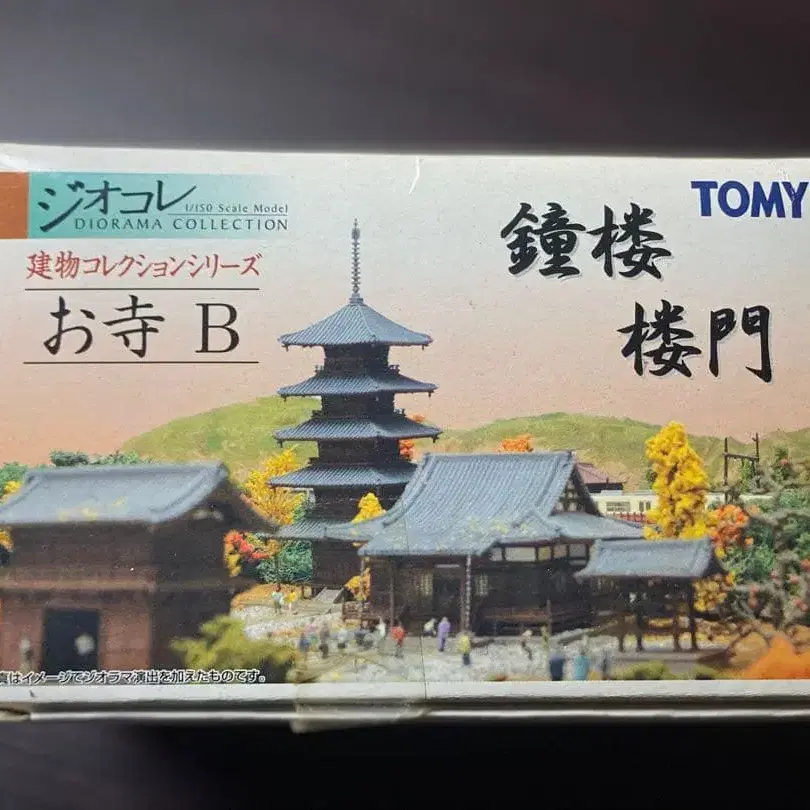 ジオコレ
1/150 Scale Model
DIORAMA COLLECTION
建物コレクションシリーズ
お寺 B
TOMY
鐘楼
楼門
真はイメージでジオラマ演出を加えたものです。